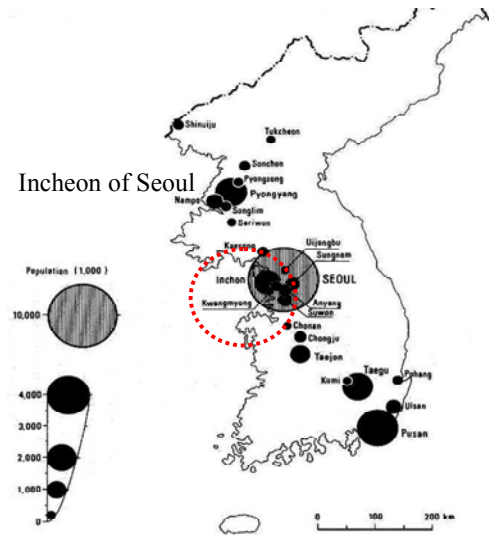 Shinuiju
Tukcheon
Sonchon
Pyongsong
Incheon of Seoul
Pyongyang
Nampo
Songlim
Sariwon
Kaesong
Uijongbu
Sungnam
Population (1,000)
Inchon
SEOUL
Kwangmyong
Anyang
Suwon
10,000
Chonan
Chongju
Taejon
Taegu
Pohang
Kumi
4,000
Ulsan
3,000
Pusan
2,000
1,000
0
0
100
200 km